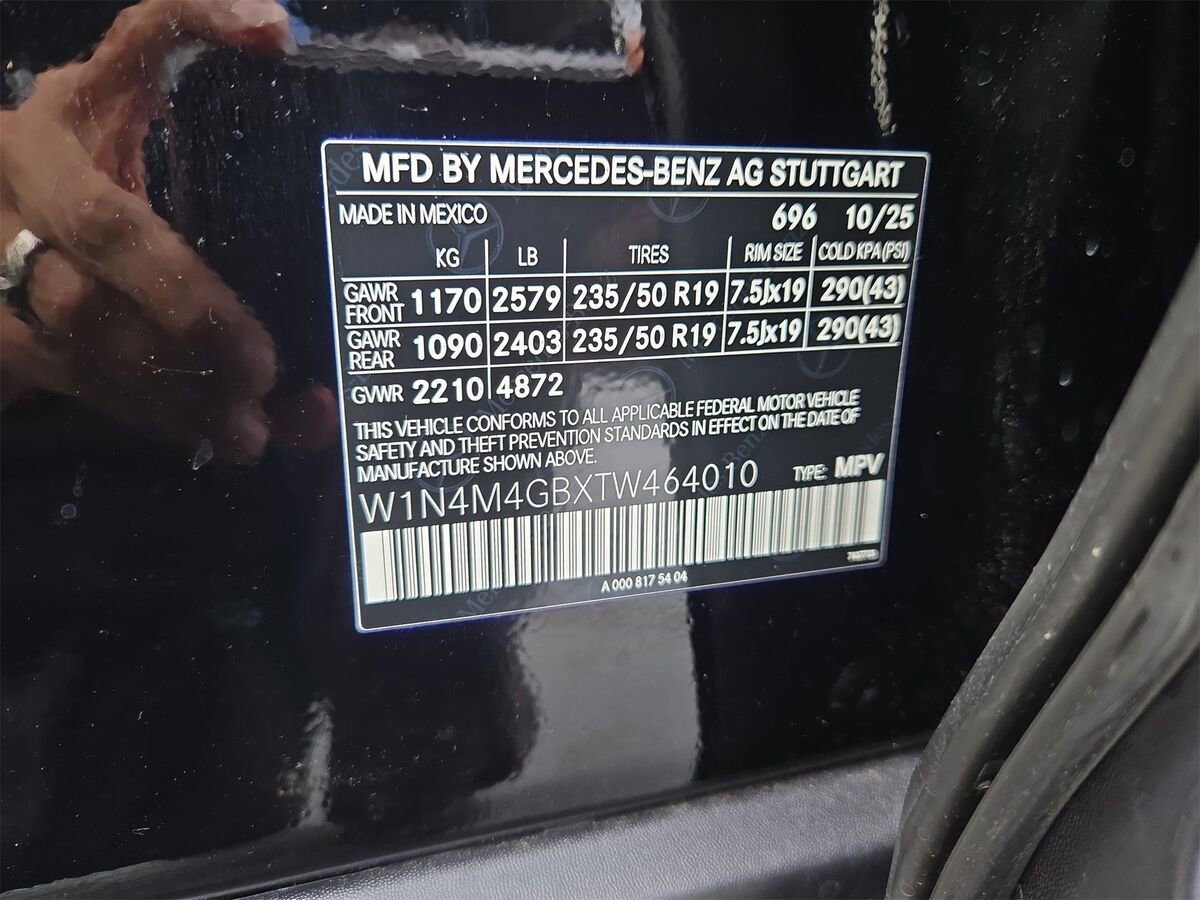 MFD BY MERCEDES-BENZ AG STUTTGART
MADE IN MEXICO 696 10/25
KG LB TIRES RIM SIZE COLD KPA(PSI)
GAWR FRONT 1170 2579 235/50 R19 7.5Jx19 290(43)
GAWR REAR 1090 2403 235/50 R19 7.5Jx19 290(43)
GVWR 2210 4872
THIS VEHICLE CONFORMS TO ALL APPLICABLE FEDERAL MOTOR VEHICLE
SAFETY AND THEFT PREVENTION STANDARDS IN EFFECT ON THE DATE OF
MANUFACTURE SHOWN ABOVE.
W1N4M4GBXTW464010 TYPE: MPV
A 000 817 54 04